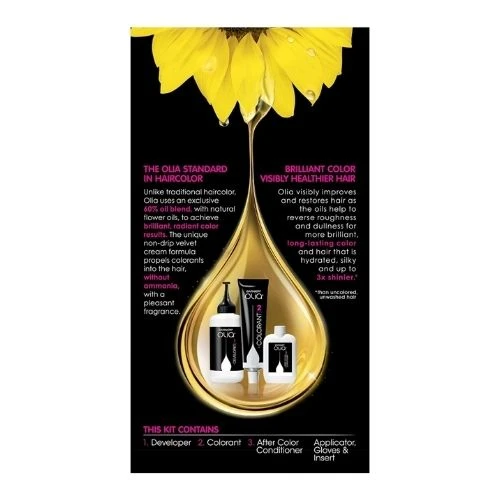 THE OLIA STANDARD
IN HAIRCOLOR
Unlike traditional haircolor,
Olia uses an exclusive
60% oil blend, with natural
flower oils, to achieve
brilliant, radiant color
results. The unique
non-drip velvet
cream formula
propels colorants
into the hair,
without
ammonia,
with a
pleasant
fragrance.
BRILLIANT COLOR
VISIBLY HEALTHIER HAIR
Olia visibly improves
and restores hair as
the oils help to
reverse roughness
and dullness for
more brilliant,
long-lasting color
and hair that is
hydrated, silky
and up to
3x shinier.*
*than uncolored,
unwashed hair
OLIA
OLIA
COLORANT 2
OLIA
THIS KIT CONTAINS
1. Developer 2. Colorant 3. After Color Conditioner Applicator, Gloves & Insert